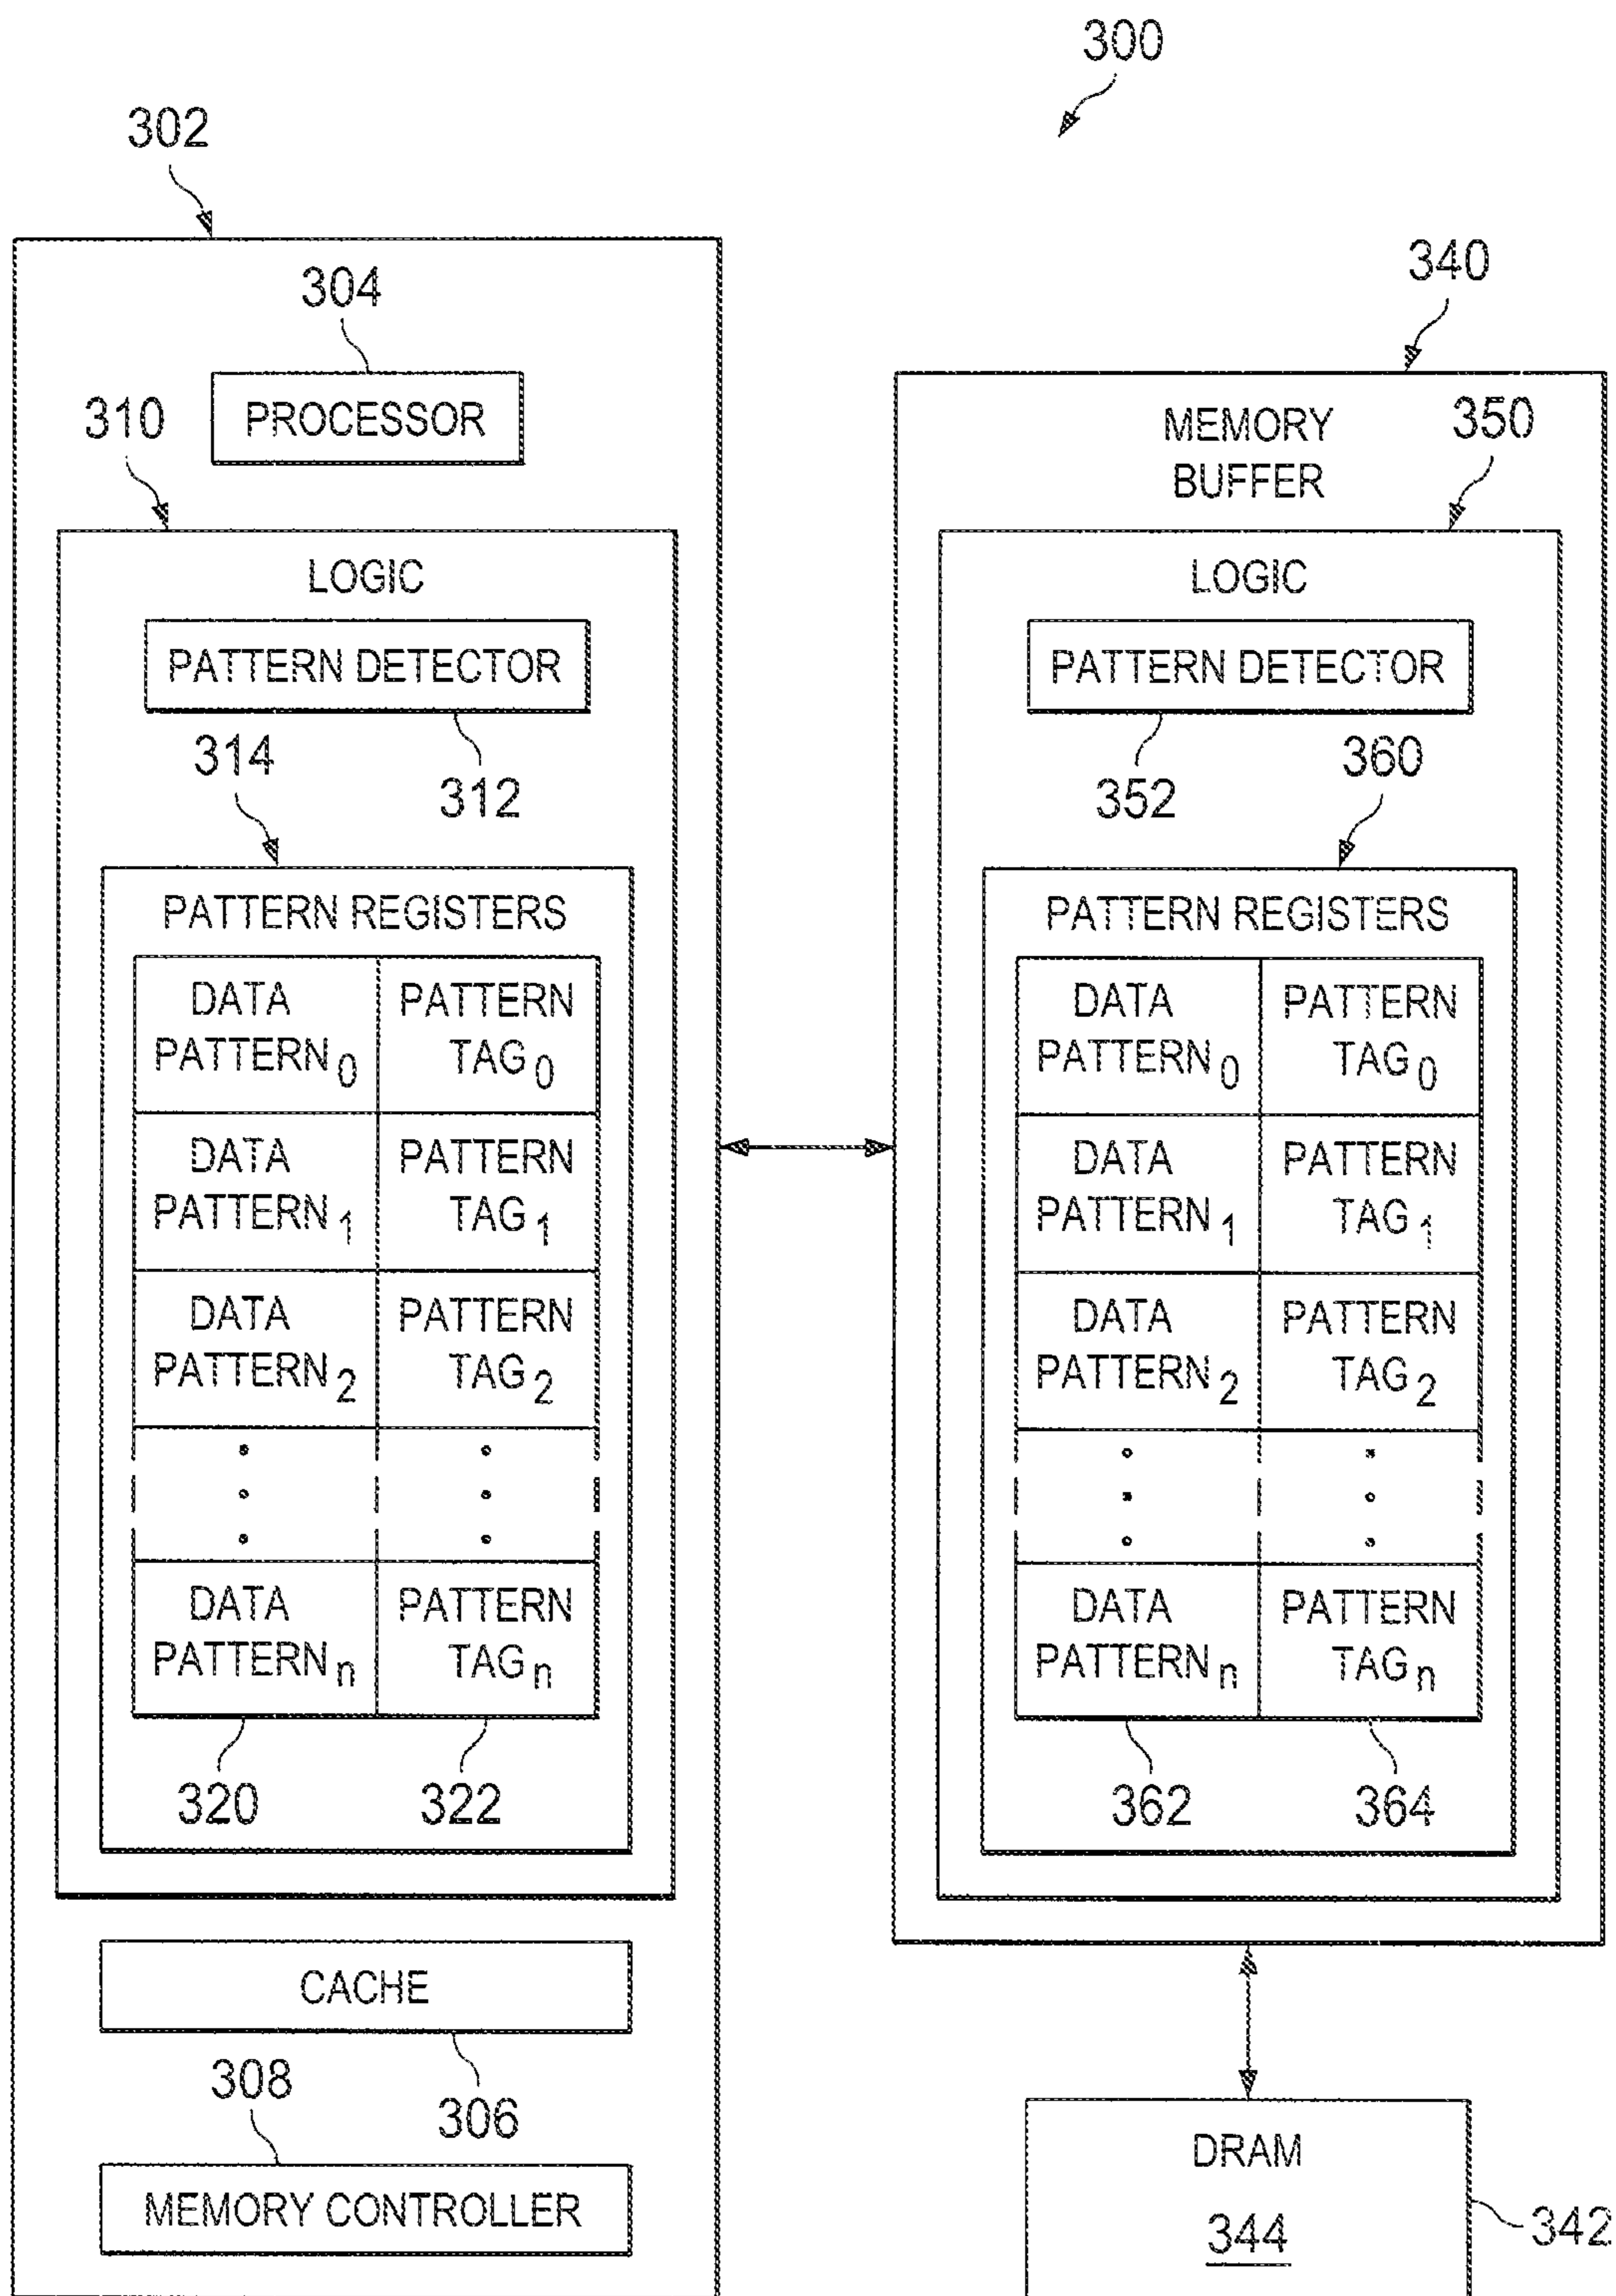 300
302
304
PROCESSOR
310
LOGIC
PATTERN DETECTOR
314
312
PATTERN REGISTERS
DATA PATTERN0
PATTERN TAG0
DATA PATTERN1
PATTERN TAG1
DATA PATTERN2
PATTERN TAG2
DATA PATTERNn
PATTERN TAGn
320
322
CACHE
308
306
MEMORY CONTROLLER
340
MEMORY
BUFFER
350
LOGIC
PATTERN DETECTOR
352
360
PATTERN REGISTERS
DATA PATTERN0
PATTERN TAG0
DATA PATTERN1
PATTERN TAG1
DATA PATTERN2
PATTERN TAG2
DATA PATTERNn
PATTERN TAGn
362
364
DRAM
344
342